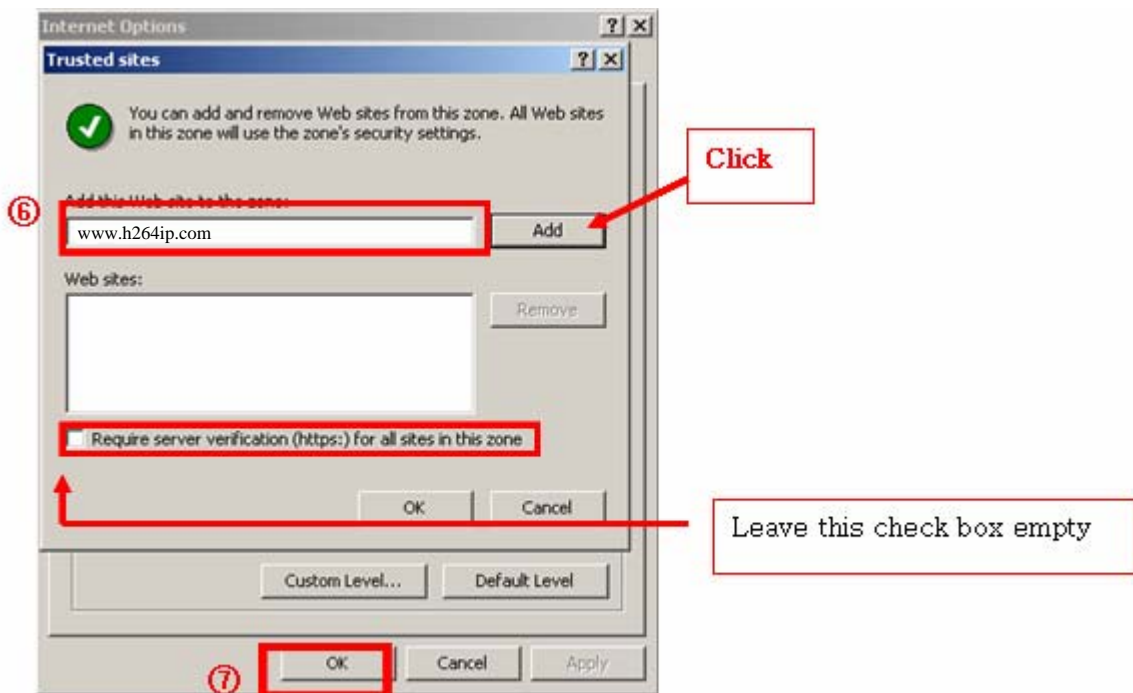 Internet Options
Trusted sites
You can add and remove Web sites from this zone. All Web sites
in this zone will use the zone's security settings.
Click
⑥
Add this Web site to the zone:
www.h264ip.com
Add
Web sites:
Remove
Require server verification (https:) for all sites in this zone
OK
Cancel
Leave this check box empty
Custom Level...
Default Level
⑦
OK
Cancel
Apply